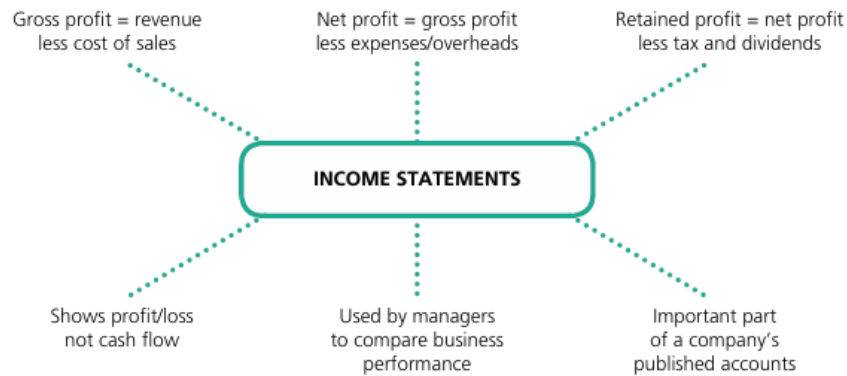 Gross profit = revenue
less cost of sales
Net profit = gross profit
less expenses/overheads
Retained profit = net profit
less tax and dividends
INCOME STATEMENTS
Shows profit/loss
not cash flow
Used by managers
to compare business
performance
Important part
of a company’s
published accounts